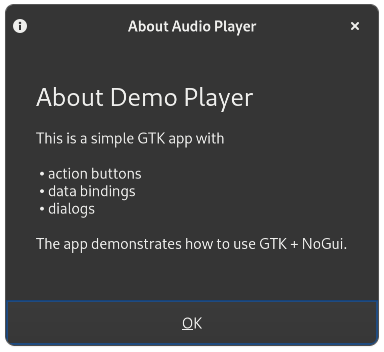 About Audio Player
About Demo Player
This is a simple GTK app with
• action buttons
• data bindings
• dialogs
The app demonstrates how to use GTK + NoGui.
OK